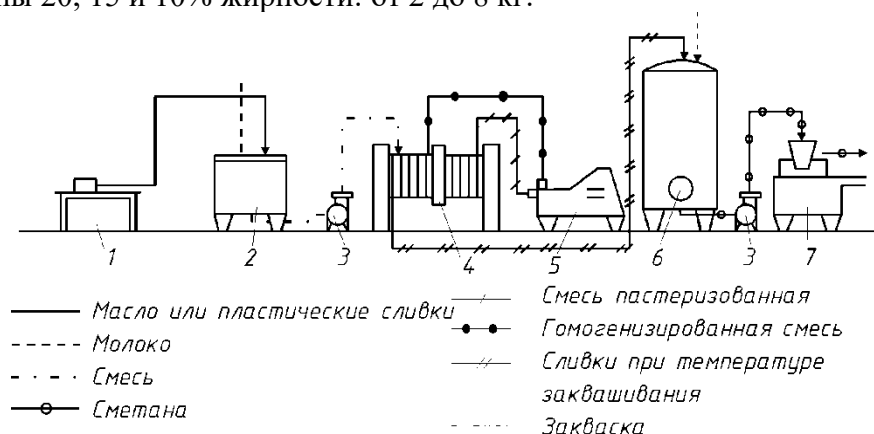 20, 15 и 10% жирности: от 2 до 8 кг.
1 2 3 4 5 6 3 7
Масло или пластические сливки
Молоко
Смесь
Сметана
Смесь пастеризованная
Гомогенизированная смесь
Сливки при температуре
заквашивания
Закваска